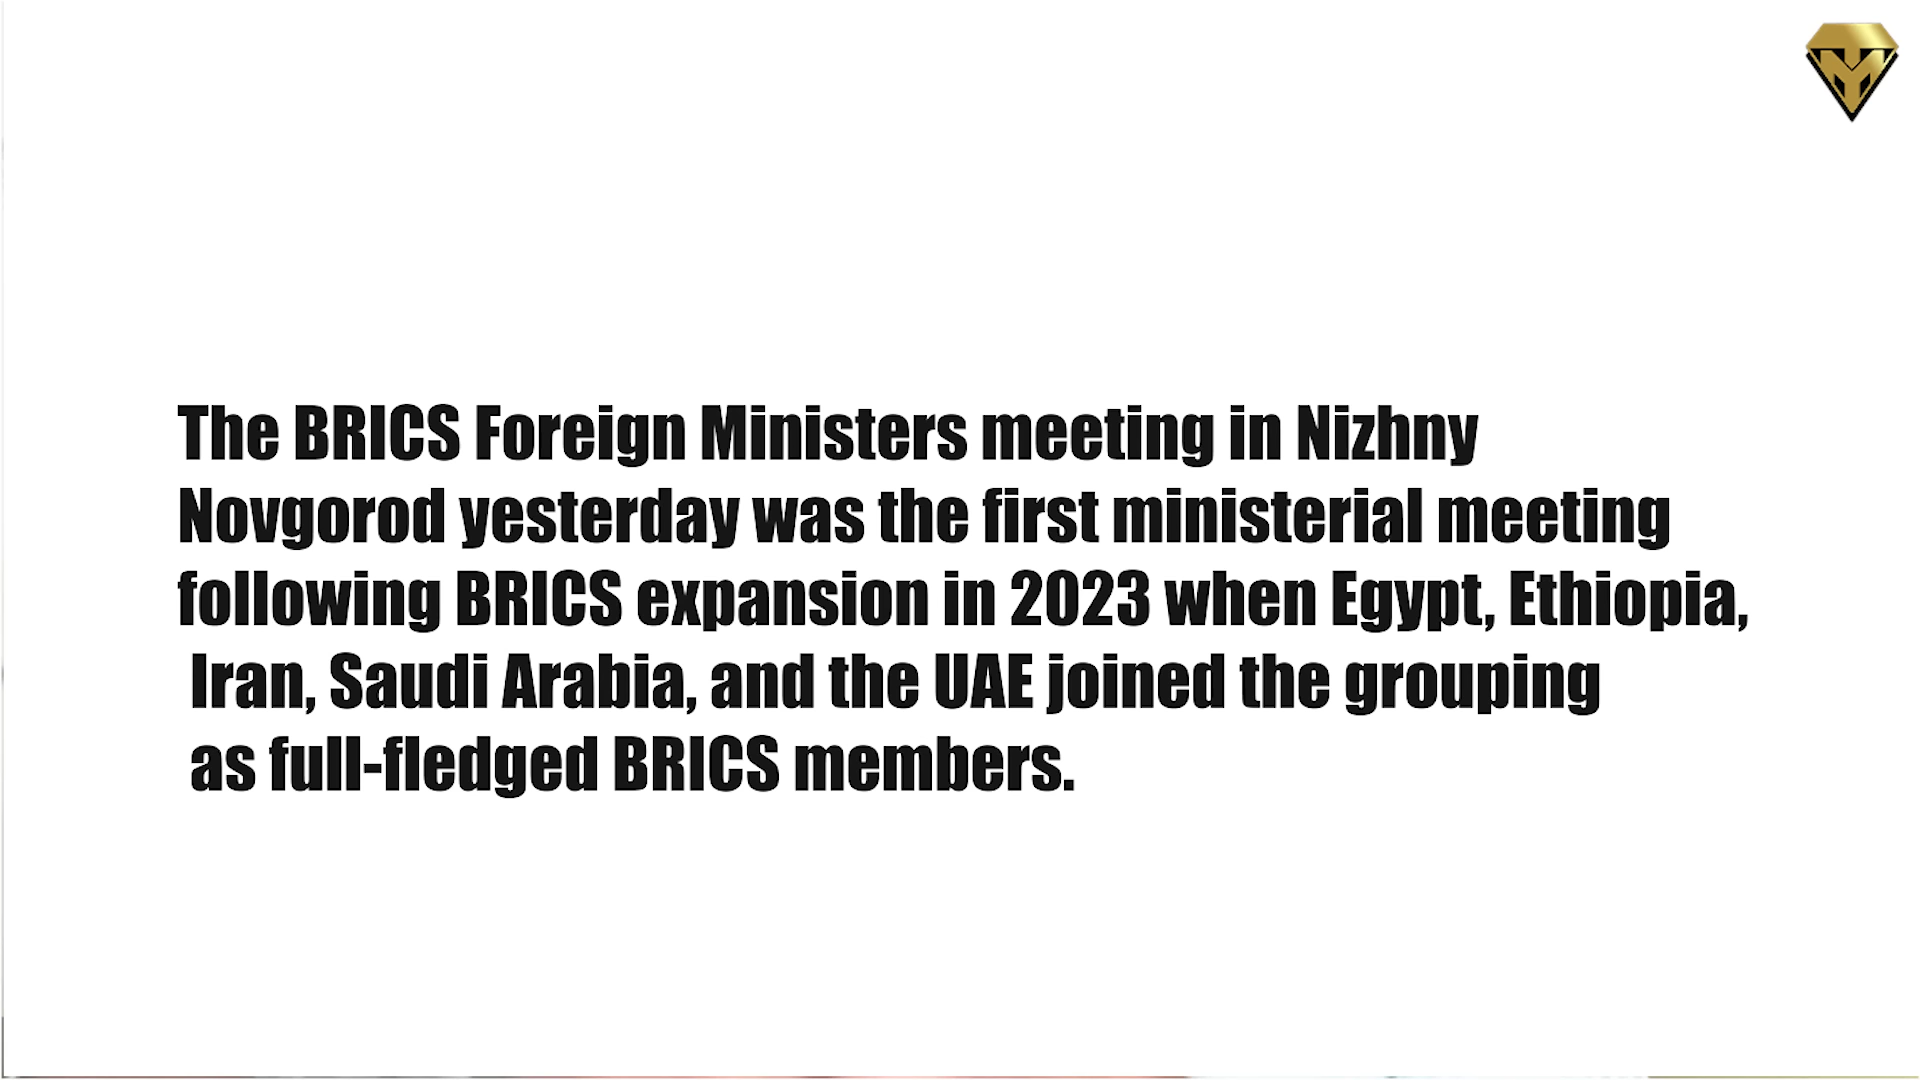 The BRICS Foreign Ministers meeting in Nizhny
Novgorod yesterday was the first ministerial meeting
following BRICS expansion in 2023 when Egypt, Ethiopia,
Iran, Saudi Arabia, and the UAE joined the grouping
as full-fledged BRICS members.